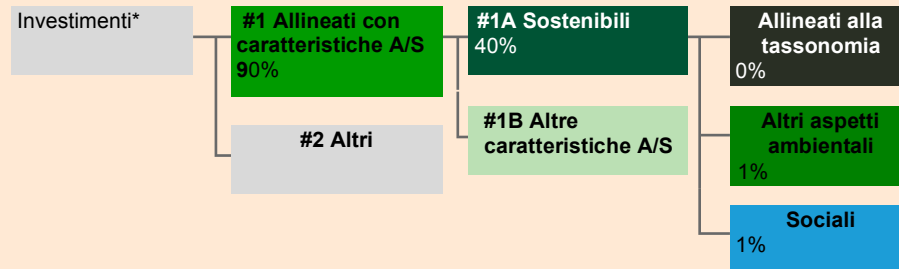 Investimenti*
#1 Allineati con
caratteristiche A/S
90%
#2 Altri
#1A Sostenibili
40%
#1B Altre
caratteristiche A/S
Allineati alla
tassonomia
0%
Altri aspetti
ambientali
1%
Sociali
1%